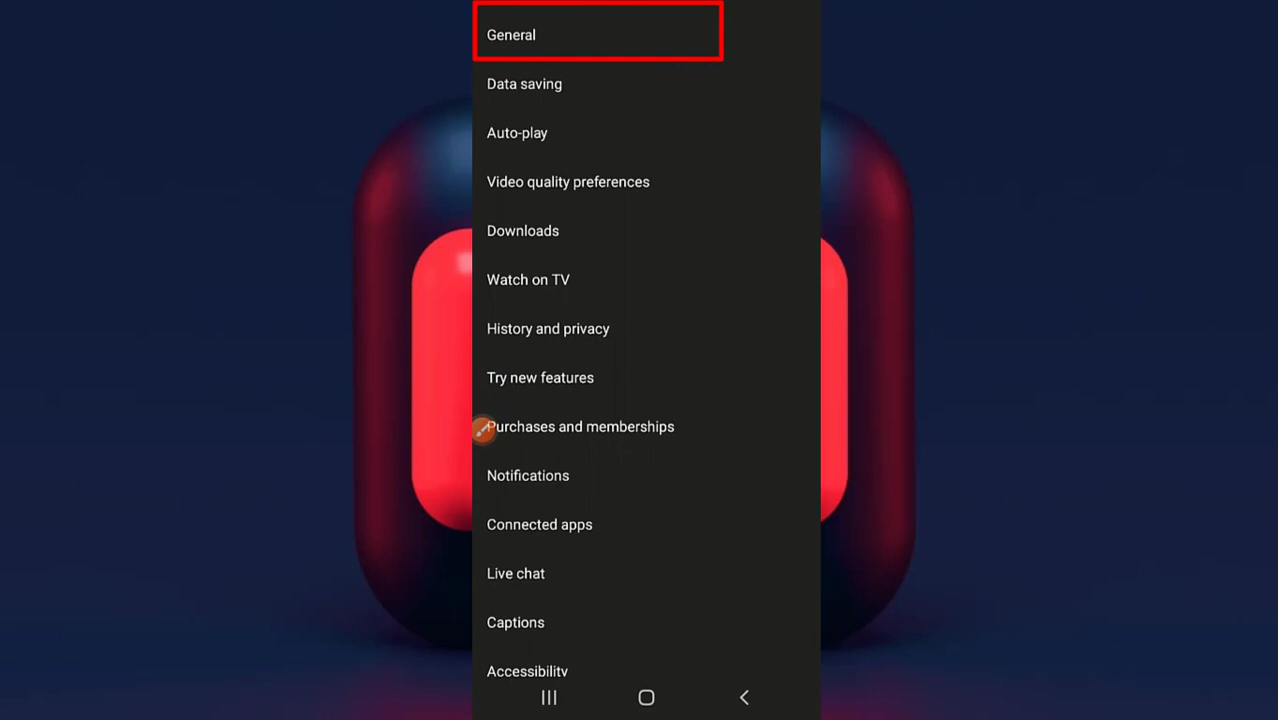 General
Data saving
Auto-play
Video quality preferences
Downloads
Watch on TV
History and privacy
Try new features
Purchases and memberships
Notifications
Connected apps
Live chat
Captions
Accessibility